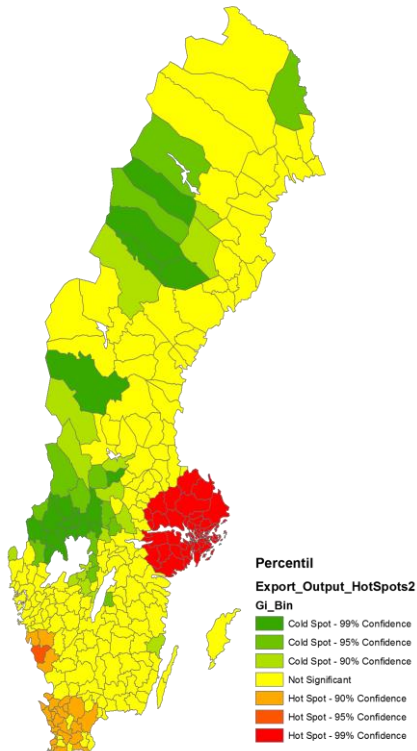 Percentil
Export_Output_HotSpots2
Gi_Bin
Cold Spot - 99% Confidence
Cold Spot - 95% Confidence
Cold Spot - 90% Confidence
Not Significant
Hot Spot - 90% Confidence
Hot Spot - 95% Confidence
Hot Spot - 99% Confidence